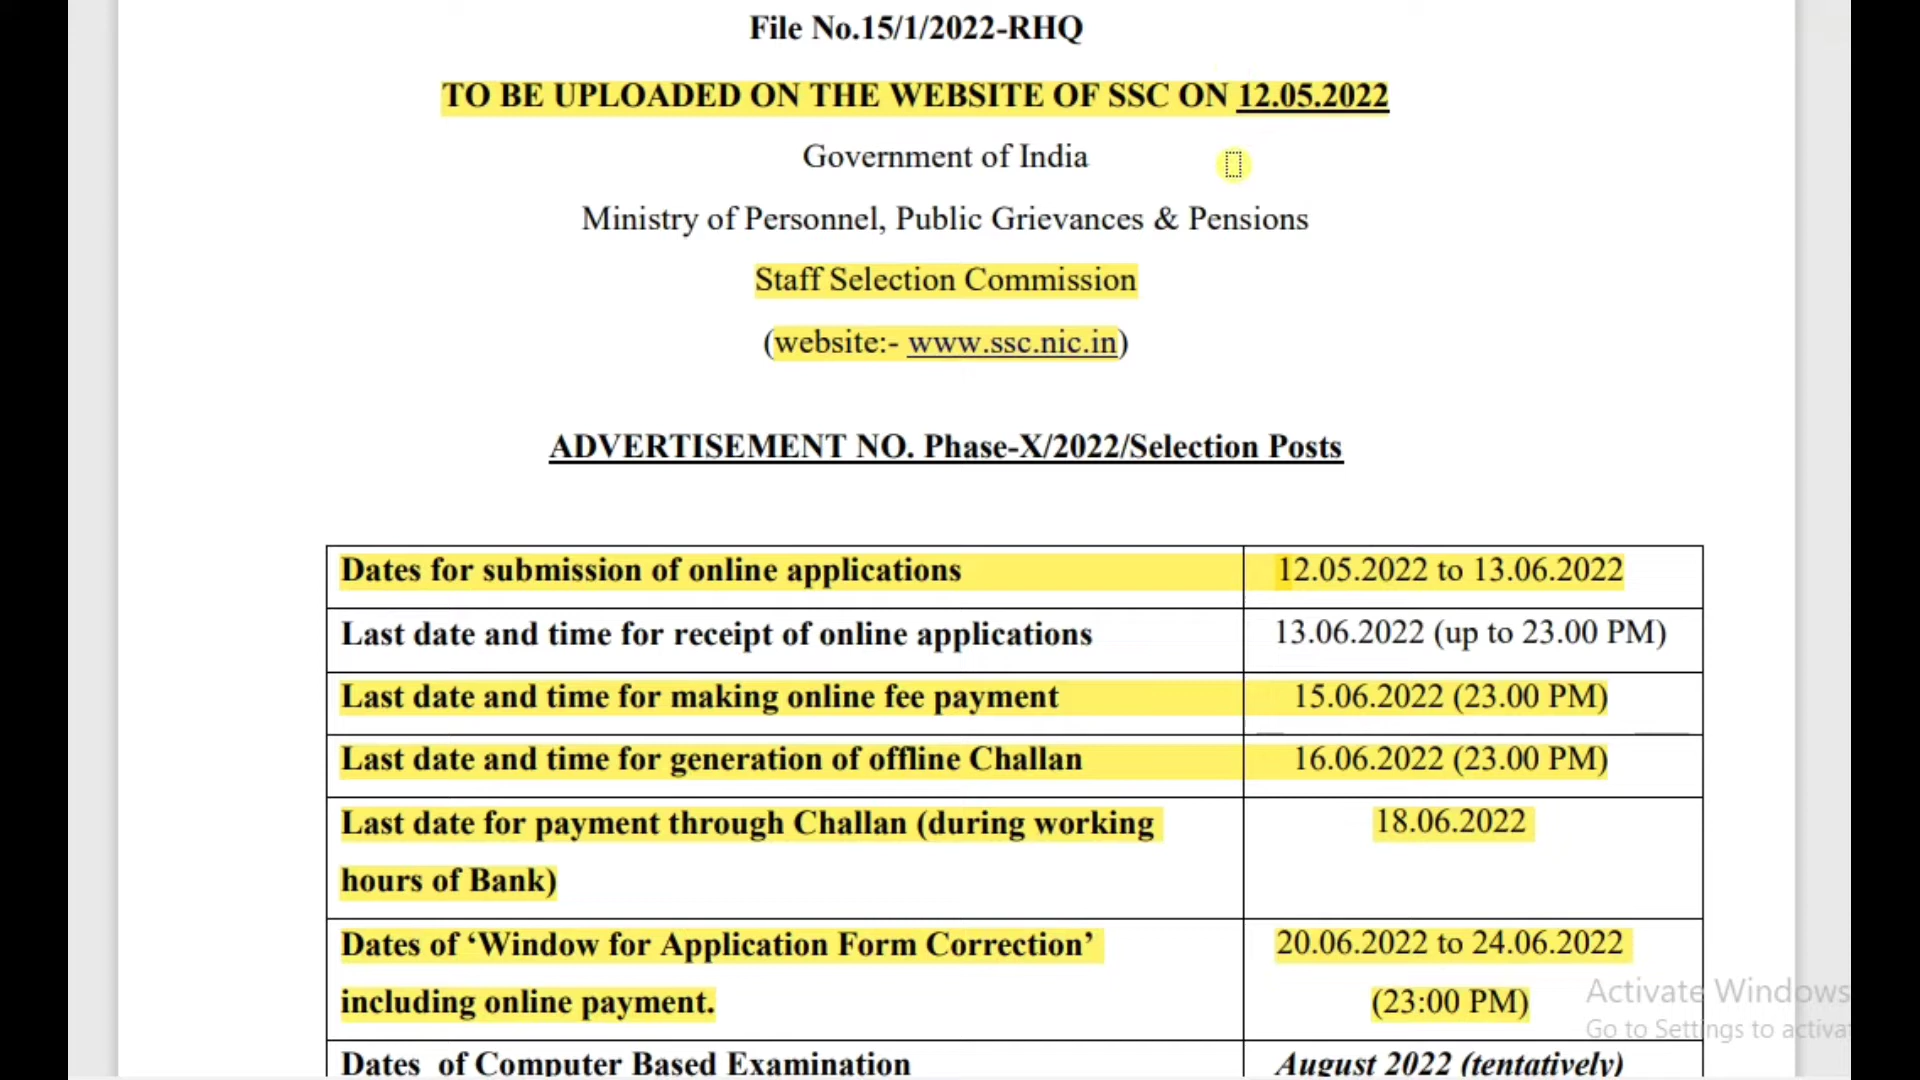 File No.15/1/2022-RHQ
TO BE UPLOADED ON THE WEBSITE OF SSC ON 12.05.2022
Government of India
Ministry of Personnel, Public Grievances & Pensions
Staff Selection Commission
(website:- www.ssc.nic.in)
ADVERTISEMENT NO. Phase-X/2022/Selection Posts
Dates for submission of online applications 12.05.2022 to 13.06.2022
Last date and time for receipt of online applications 13.06.2022 (up to 23.00 PM)
Last date and time for making online fee payment 15.06.2022 (23.00 PM)
Last date and time for generation of offline Challan 16.06.2022 (23.00 PM)
Last date for payment through Challan (during working 18.06.2022
hours of Bank)
Dates of ‘Window for Application Form Correction’ 20.06.2022 to 24.06.2022
including online payment. (23:00 PM)
Activate Windows
Go to Settings to activa
Dates of Computer Based Examination August 2022 (tentatively)